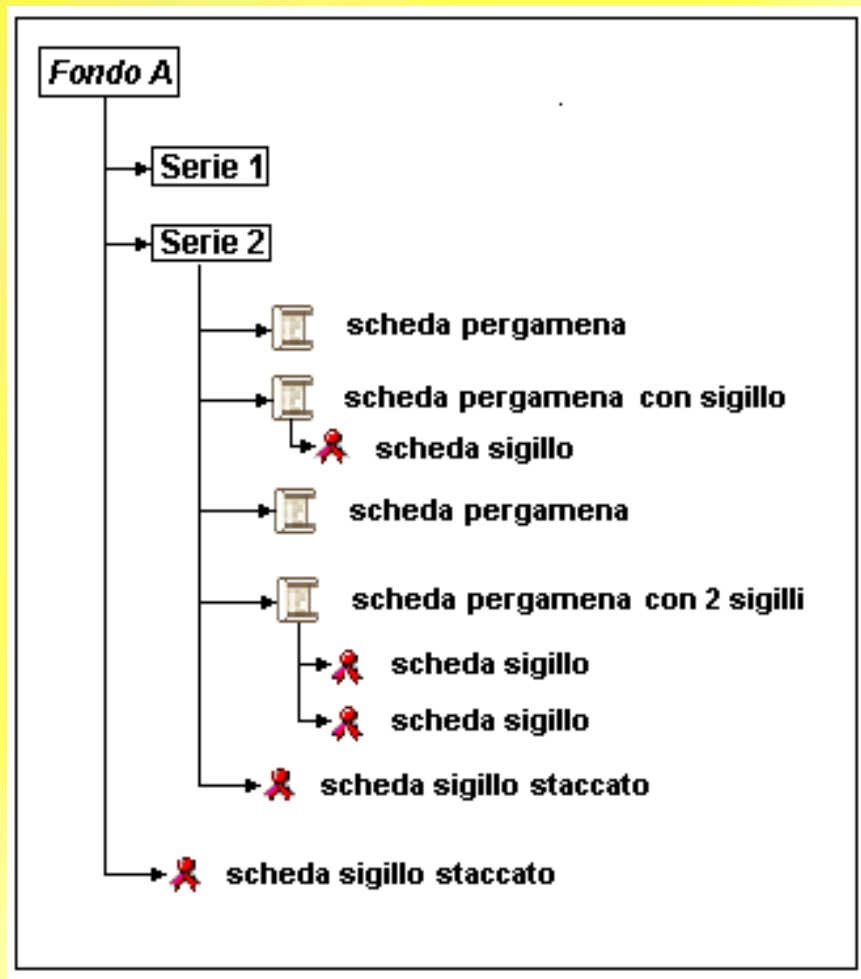 Fondo A
Serie 1
Serie 2
scheda pergamena
scheda pergamena con sigillo
scheda sigillo
scheda pergamena
scheda pergamena con 2 sigilli
scheda sigillo
scheda sigillo
scheda sigillo staccato
scheda sigillo staccato